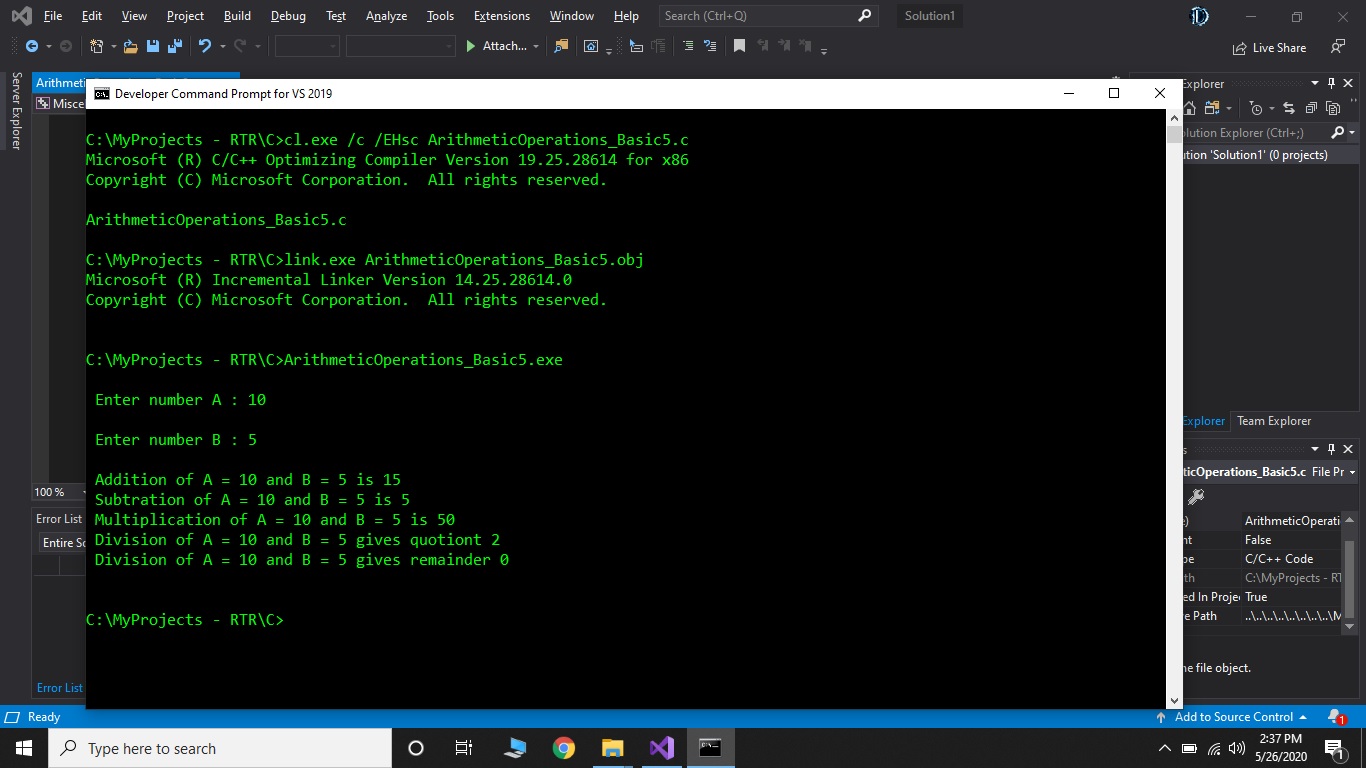 File Edit View Project Build Debug Test Analyze Tools Extensions Window Help Search (Ctrl+Q) Solution1
Attach... Live Share
Server Explorer
Arithmeti
Misce
Developer Command Prompt for VS 2019
C:\MyProjects - RTR\C>cl.exe /c /EHsc ArithmeticOperations_Basic5.c
Microsoft (R) C/C++ Optimizing Compiler Version 19.25.28614 for x86
Copyright (C) Microsoft Corporation.  All rights reserved.
ArithmeticOperations_Basic5.c
C:\MyProjects - RTR\C>link.exe ArithmeticOperations_Basic5.obj
Microsoft (R) Incremental Linker Version 14.25.28614.0
Copyright (C) Microsoft Corporation.  All rights reserved.
C:\MyProjects - RTR\C>ArithmeticOperations_Basic5.exe
Enter number A : 10
Enter number B : 5
Addition of A = 10 and B = 5 is 15
Subtration of A = 10 and B = 5 is 5
Multiplication of A = 10 and B = 5 is 50
Division of A = 10 and B = 5 gives quotiont 2
Division of A = 10 and B = 5 gives remainder 0
C:\MyProjects - RTR\C>
Explorer
olution Explorer (Ctrl+;)
ution 'Solution1' (0 projects)
Explorer Team Explorer
s
ticOperations_Basic5.c File Pr
e) ArithmeticOperati
nt False
pe C/C++ Code
th C:\MyProjects - RT
ed In Proje True
e Path ..\..\..\..\..\..\..\M
ne file object.
100 %
Error List
Entire So
Error List
Ready
Add to Source Control
1
Type here to search
2:37 PM
5/26/2020
1